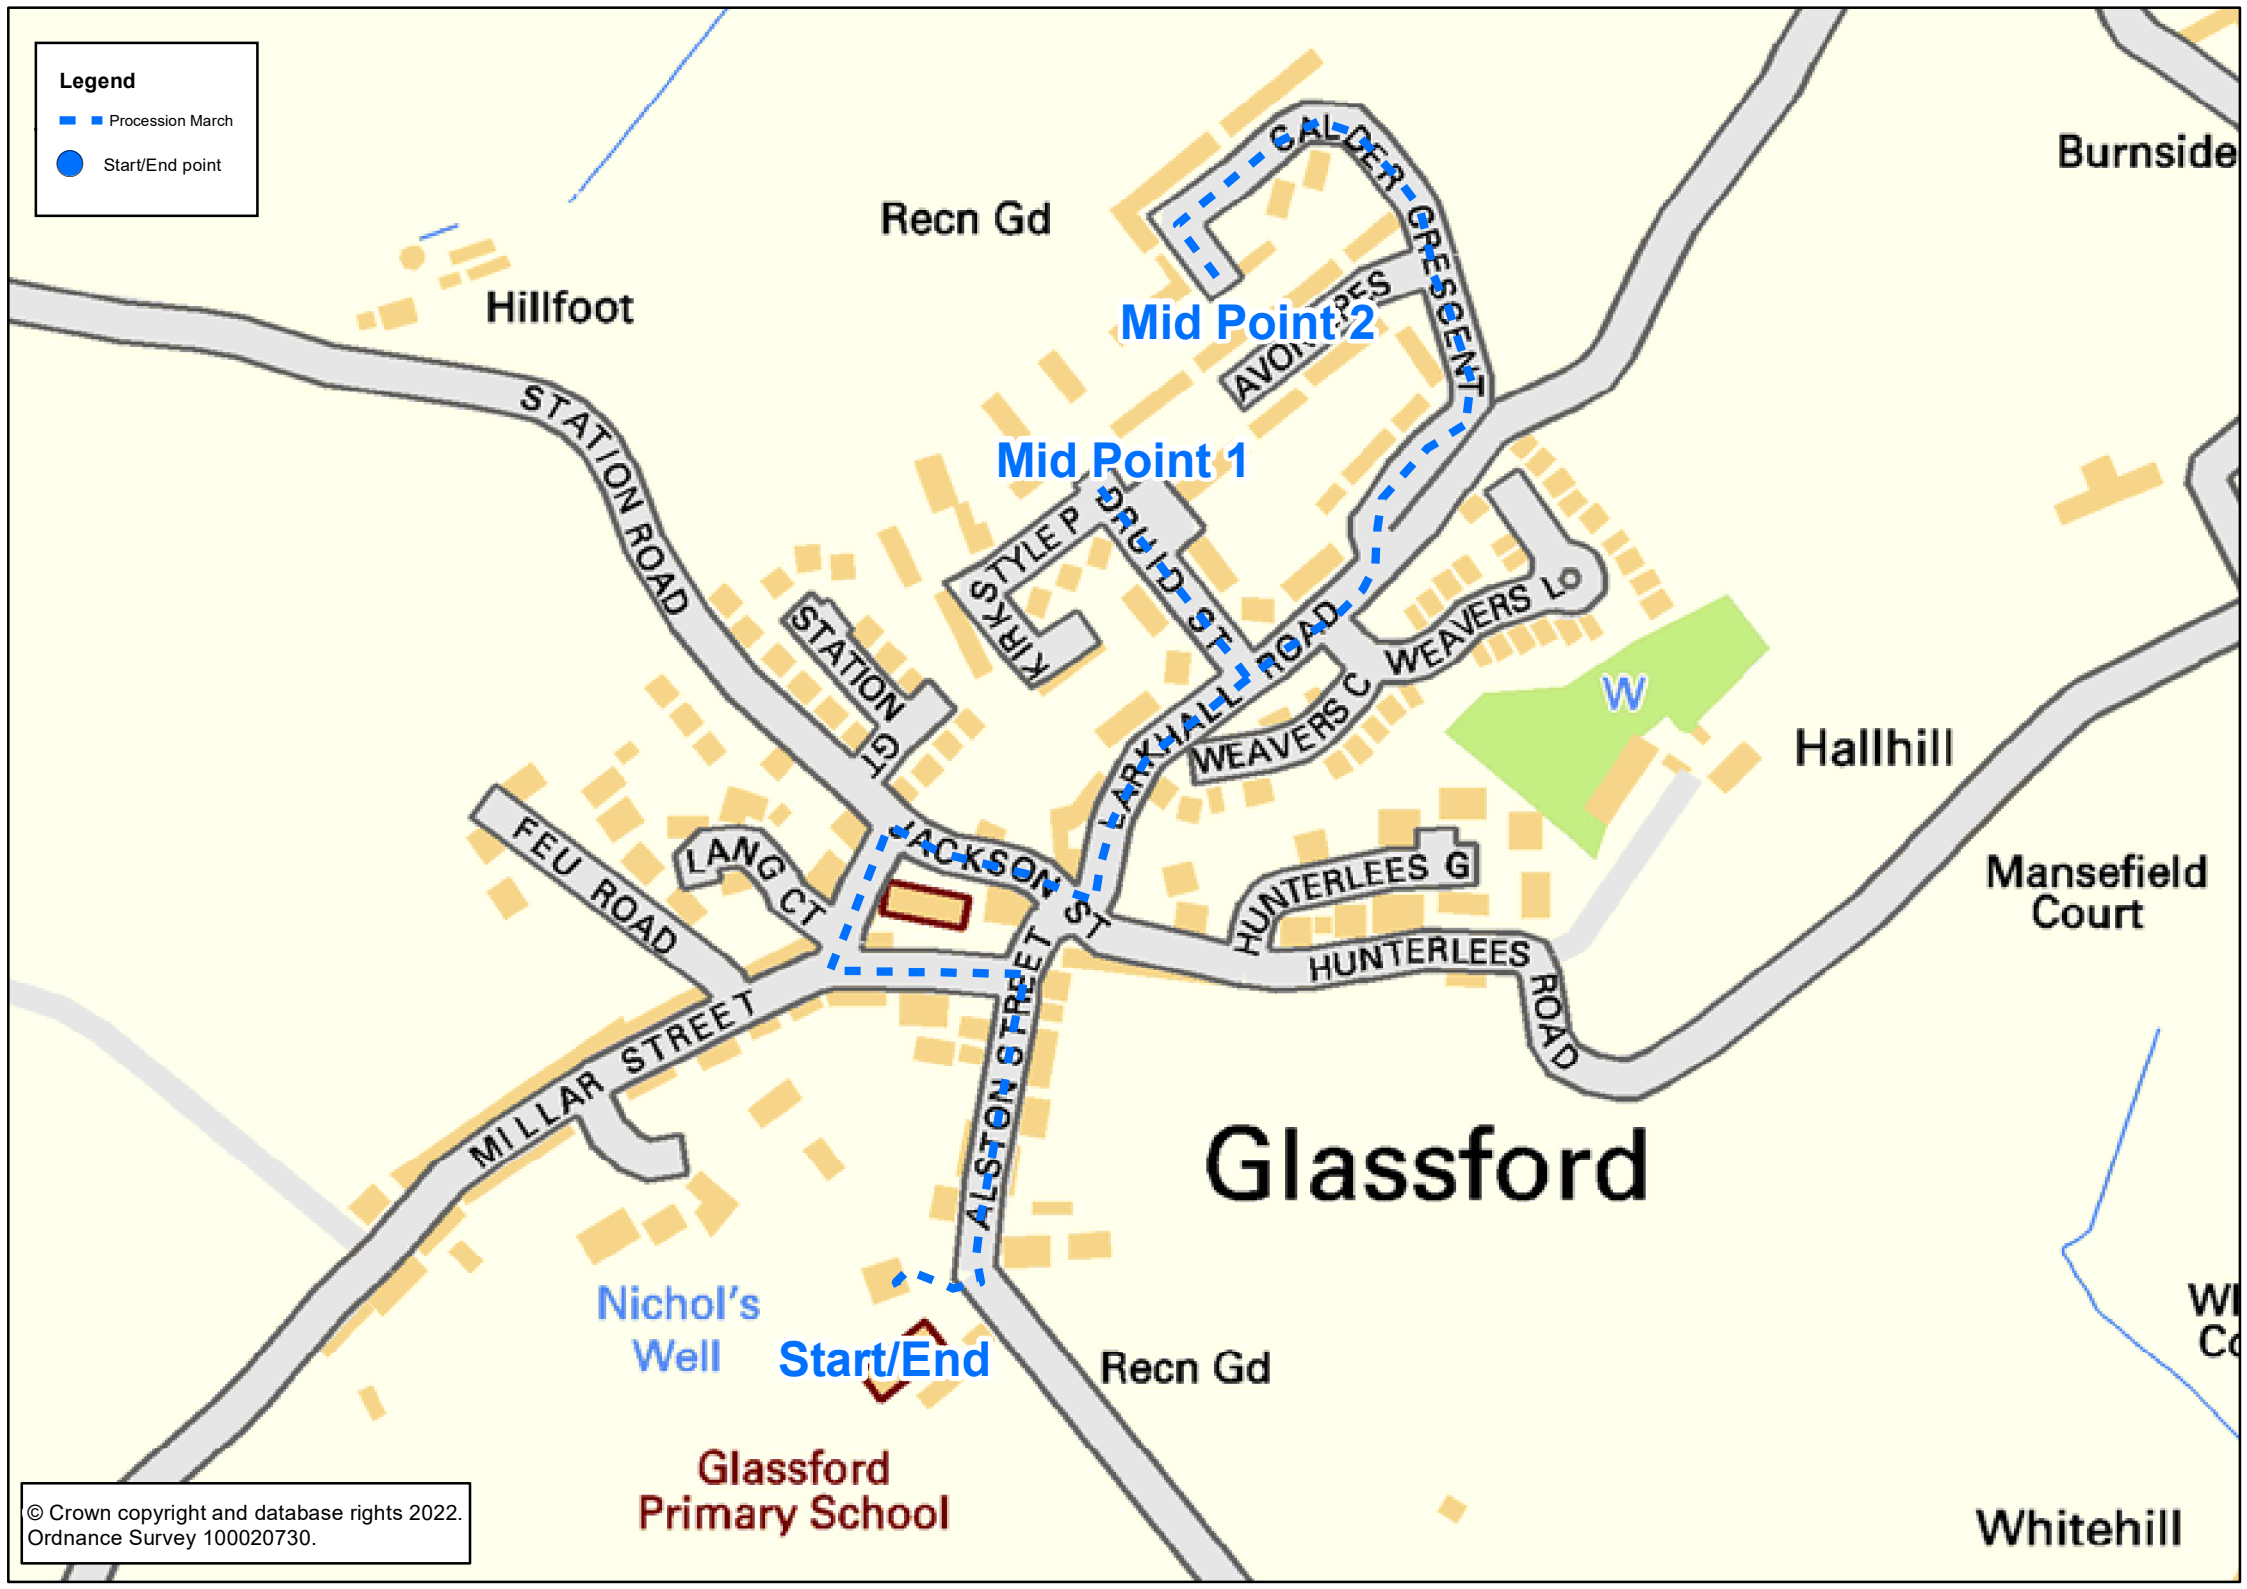 Legend
Procession March
Start/End point
Burnside
Recn Gd
CALDER CRESCENT
Hillfoot
Mid Point 2
STATION ROAD
Mid Point 1
DRUID ST
KIRKSTYLE P
STATION GT
LARKHALL ROAD
WEAVERS L
WEAVERS C
W
Hallhill
FEU ROAD
LANG CT
JACKSON ST
HUNTERLEES G
HUNTERLEES ROAD
Mansefield
Court
MILLAR STREET
ALSTON STREET
Glassford
Nichol's
Well
Start/End
Recn Gd
Glassford
Primary School
Whitehill
© Crown copyright and database rights 2022.
Ordnance Survey 100020730.